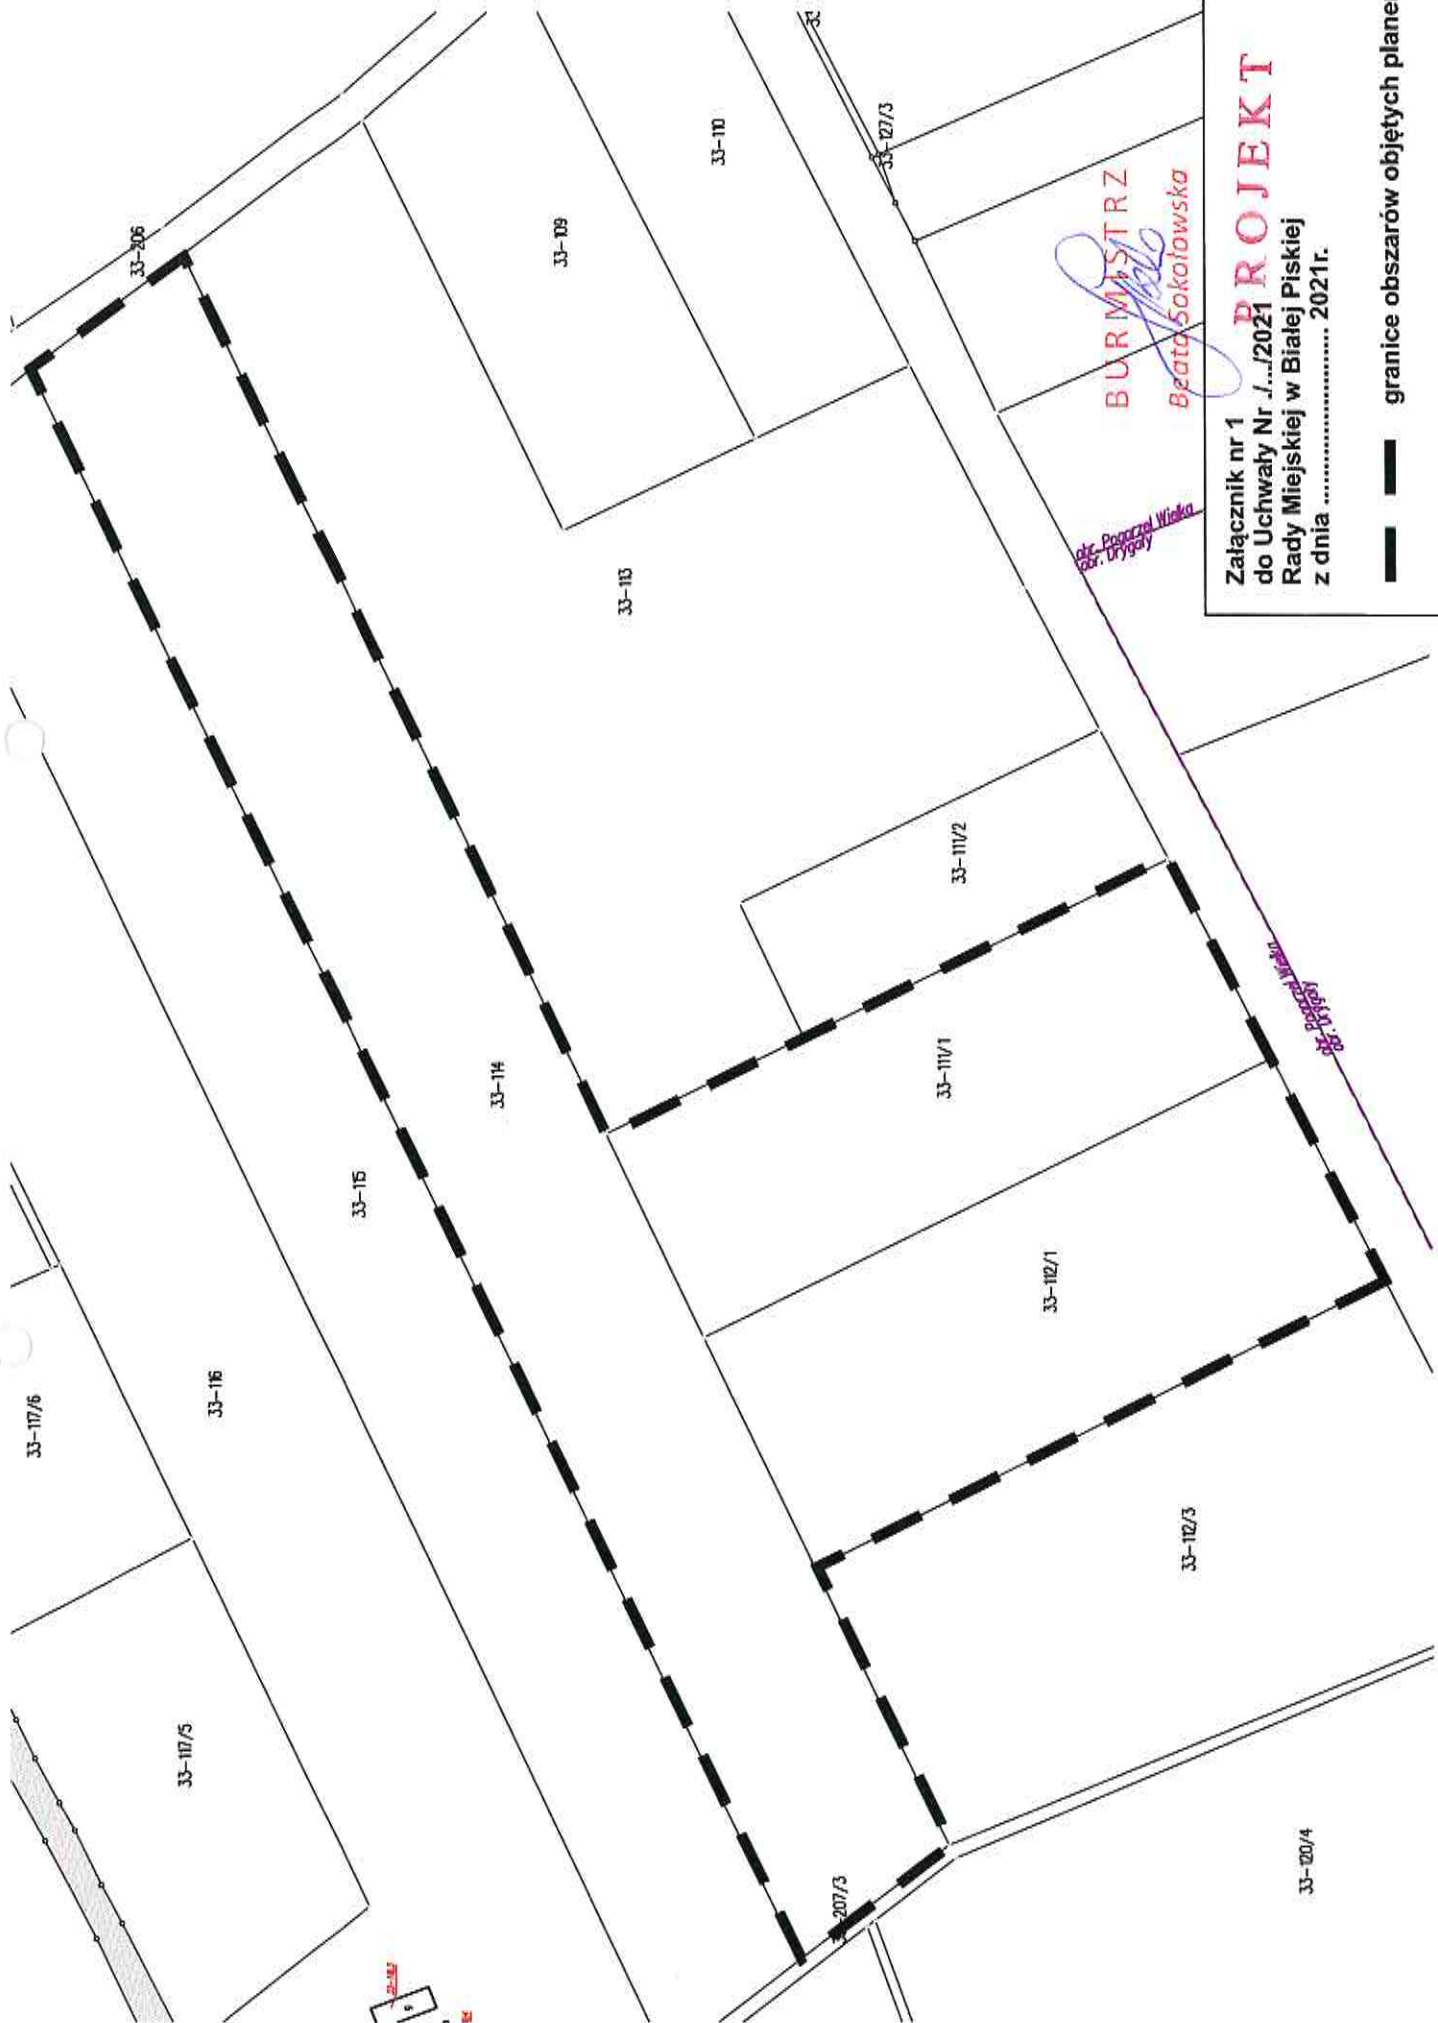 33-206
33-109
33-110
33-127/3
33-113
33-111/2
33-114
33-111/1
33-115
33-112/1
33-116
33-117/6
33-112/3
33-117/5
33-120/4
obr. Pogorzel Wielka
obr. Drygały
obr. Pogorzel Wielka
obr. Drygały
BURMISTRZ
Beata Sokołowska
PROJEKT
Załącznik nr 1
do Uchwały Nr ./.../2021
Rady Miejskiej w Białej Piskiej
z dnia ........................ 2021r.
granice obszarów objętych plane